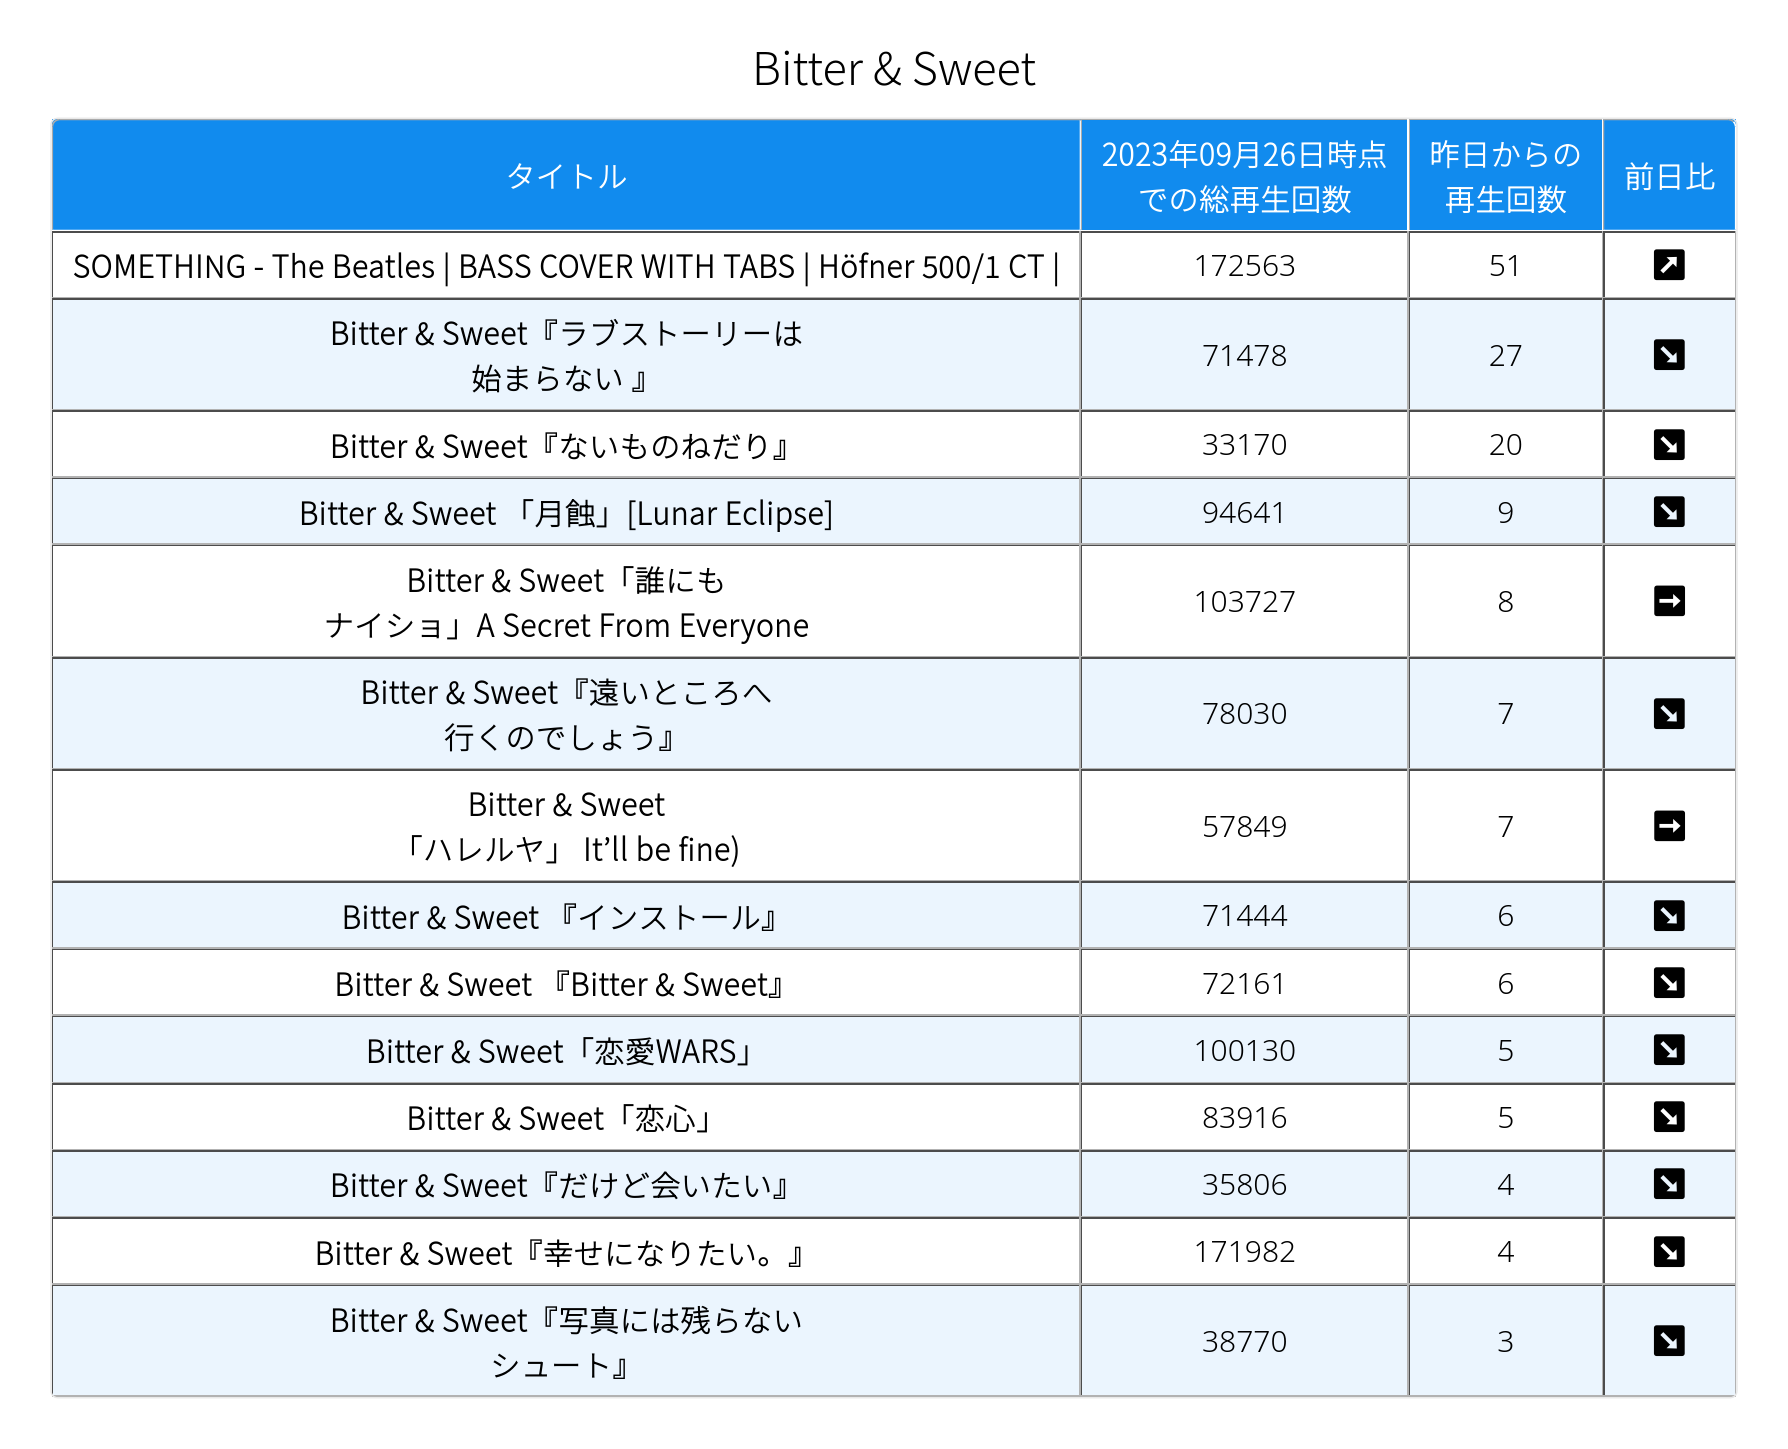 Bitter & Sweet
タイトル
2023年09月26日時点
での総再生回数
昨日からの
再生回数
前日比
SOMETHING - The Beatles | BASS COVER WITH TABS | Höfner 500/1 CT |
172563
51
Bitter & Sweet『ラブストーリーは
始まらない 』
71478
27
Bitter & Sweet『ないものねだり』
33170
20
Bitter & Sweet 「月蝕」[Lunar Eclipse]
94641
9
Bitter & Sweet「誰にも
ナイショ」A Secret From Everyone
103727
8
Bitter & Sweet『遠いところへ
行くのでしょう』
78030
7
Bitter & Sweet
「ハレルヤ」 It’ll be fine)
57849
7
Bitter & Sweet 『インストール』
71444
6
Bitter & Sweet 『Bitter & Sweet』
72161
6
Bitter & Sweet「恋愛WARS」
100130
5
Bitter & Sweet「恋心」
83916
5
Bitter & Sweet『だけど会いたい』
35806
4
Bitter & Sweet『幸せになりたい。』
171982
4
Bitter & Sweet『写真には残らない
シュート』
38770
3